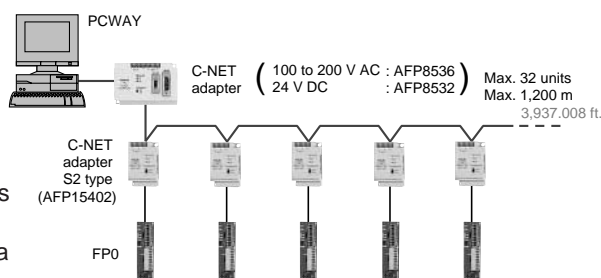 PCWAY
C-NET adapter
( 100 to 200 V AC : AFP8536
24 V DC : AFP8532 )
Max. 32 units
Max. 1,200 m
3,937.008 ft.
C-NET
adapter
S2 type
(AFP15402)
s
a
FP0